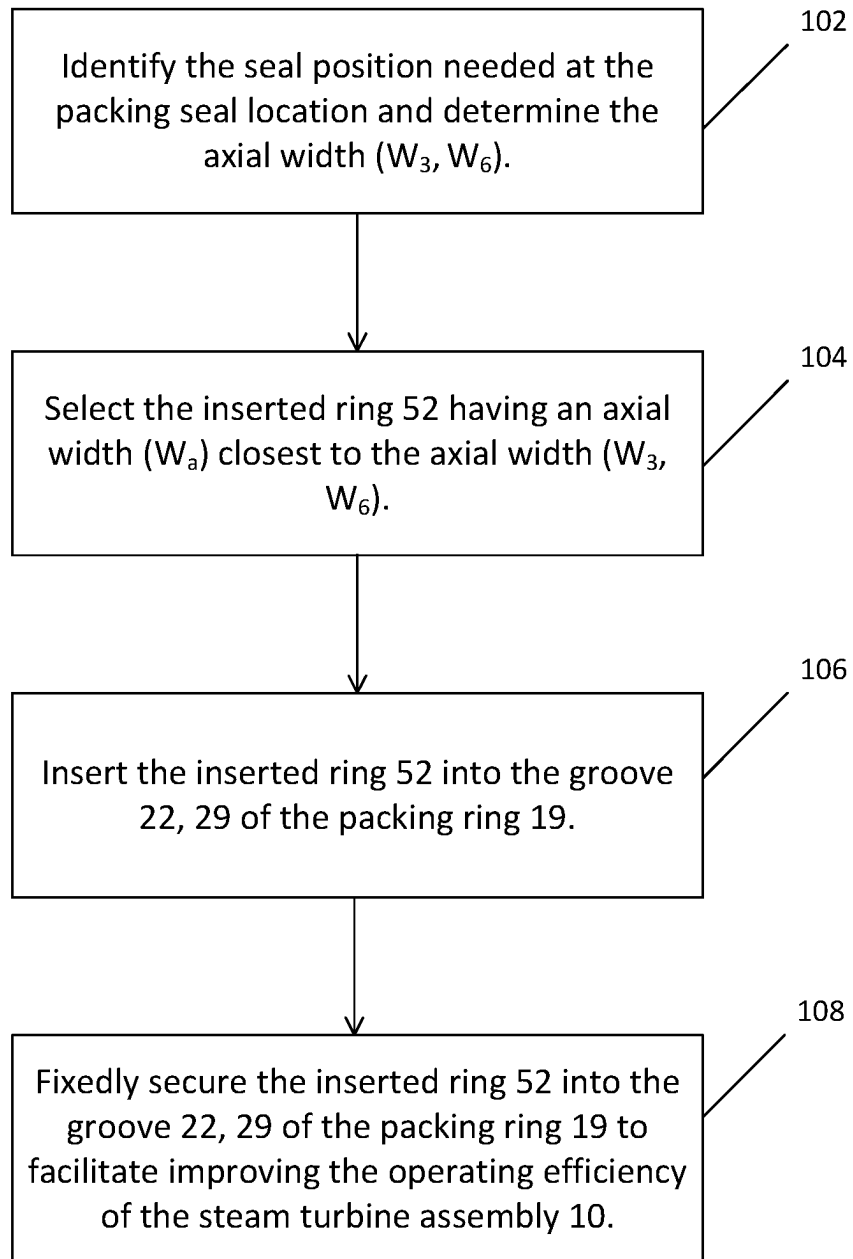 102
Identify the seal position needed at the
packing seal location and determine the
axial width (W₃, W₆).
104
Select the inserted ring 52 having an axial
width (Wₐ) closest to the axial width (W₃,
W₆).
106
Insert the inserted ring 52 into the groove
22, 29 of the packing ring 19.
108
Fixedly secure the inserted ring 52 into the
groove 22, 29 of the packing ring 19 to
facilitate improving the operating efficiency
of the steam turbine assembly 10.